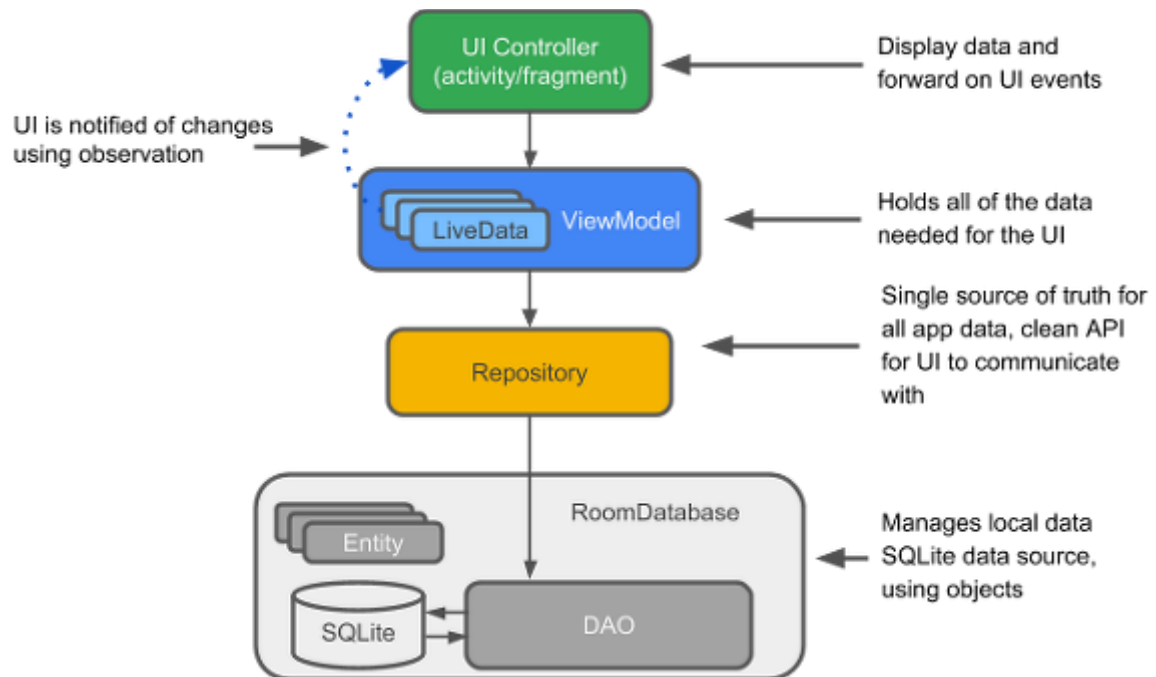 UI Controller
(activity/fragment)
Display data and
forward on UI events
UI is notified of changes
using observation
LiveData
ViewModel
Holds all of the data
needed for the UI
Single source of truth for
all app data, clean API
for UI to communicate
with
Repository
RoomDatabase
Entity
SQLite
DAO
Manages local data
SQLite data source,
using objects